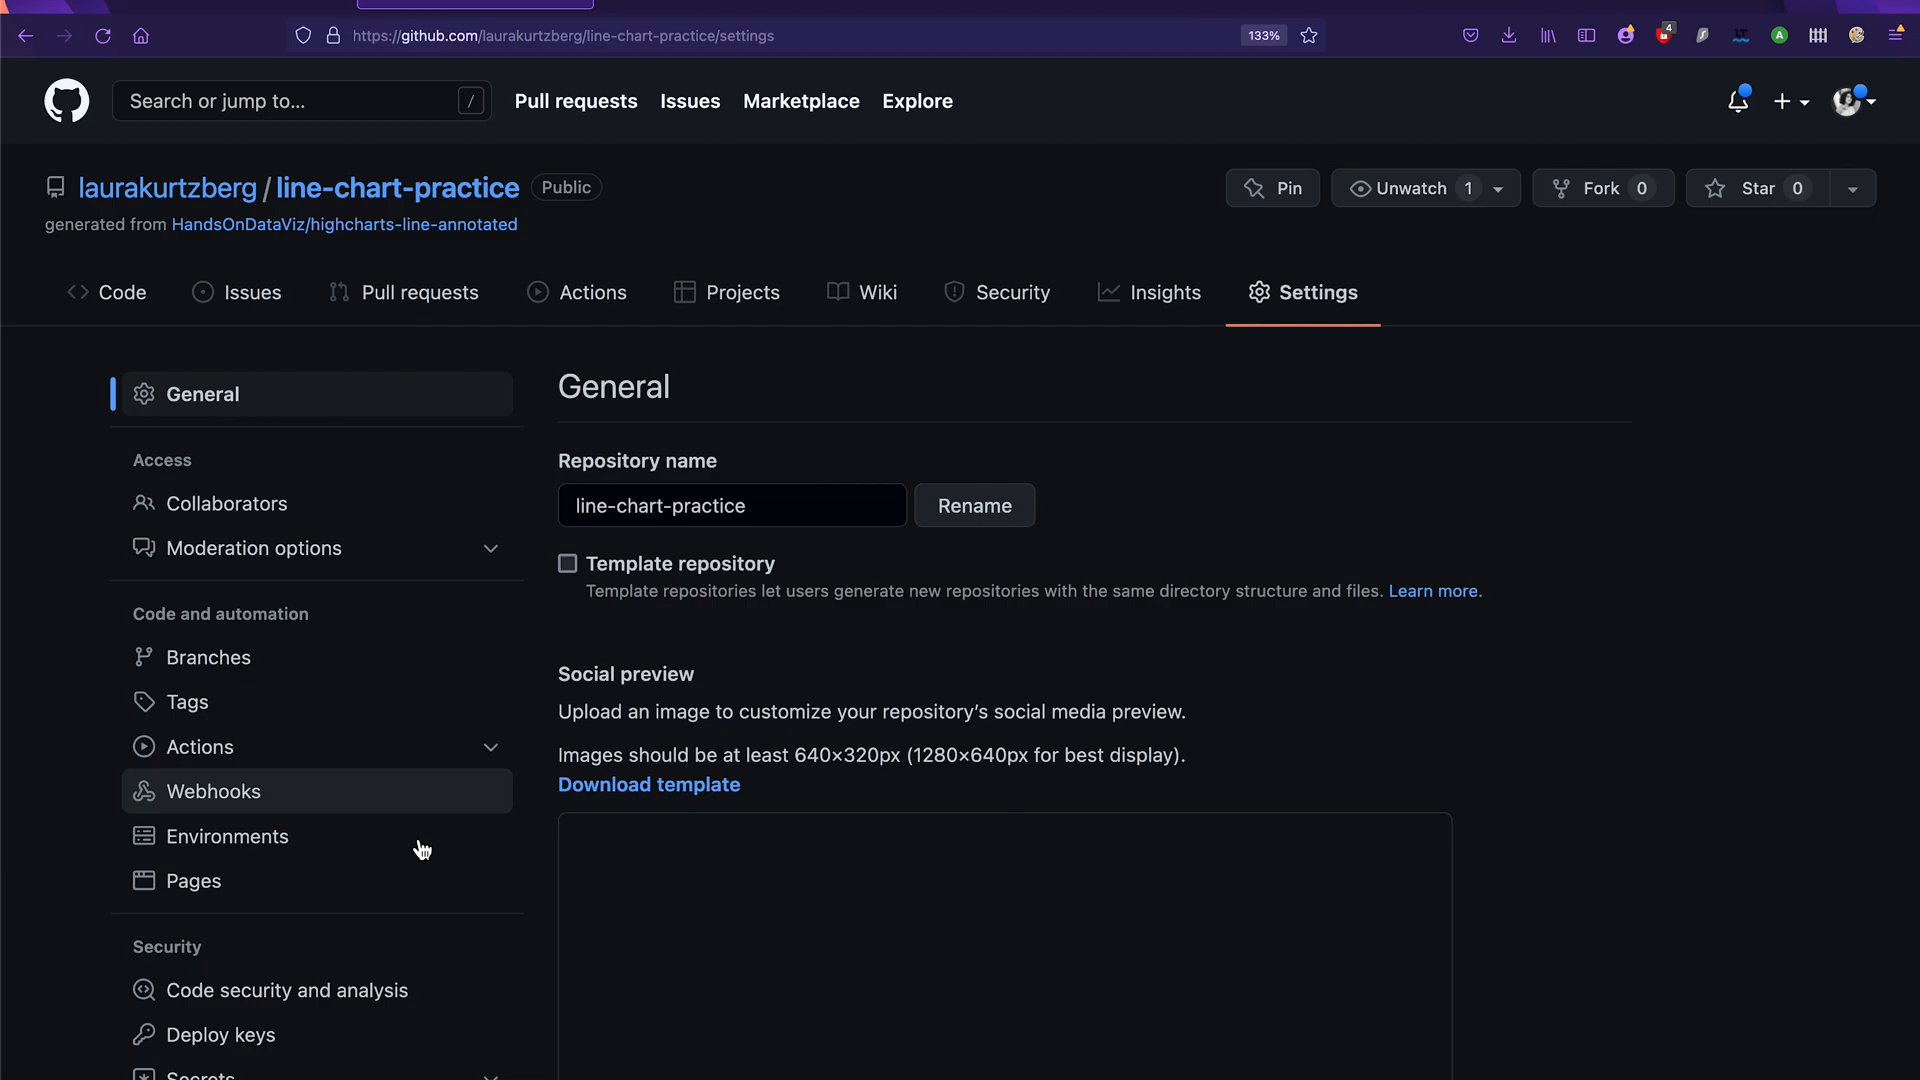 https://github.com/laurakurtzberg/line-chart-practice/settings
133%
4
A
Search or jump to...
/
Pull requests
Issues
Marketplace
Explore
laurakurtzberg / line-chart-practice
Public
generated from HandsOnDataViz/highcharts-line-annotated
Pin
Unwatch 1
Fork 0
Star 0
Code
Issues
Pull requests
Actions
Projects
Wiki
Security
Insights
Settings
General
Access
Collaborators
Moderation options
Code and automation
Branches
Tags
Actions
Webhooks
Environments
Pages
Security
Code security and analysis
Deploy keys
Secrets
General
Repository name
line-chart-practice
Rename
Template repository
Template repositories let users generate new repositories with the same directory structure and files. Learn more.
Social preview
Upload an image to customize your repository's social media preview.
Images should be at least 640×320px (1280×640px for best display).
Download template